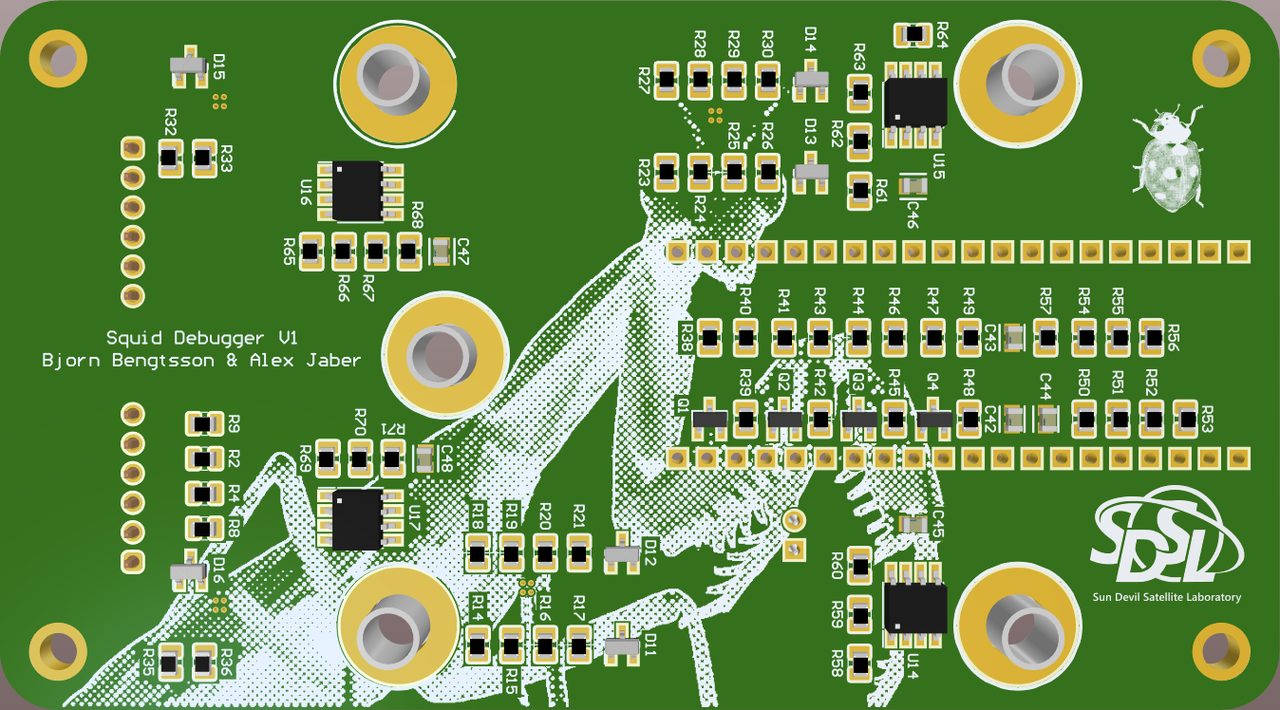 D15
R32
R33
U16
R68
R65
R66
R67
C47
Squid Debugger V1
Bjorn Bengtsson & Alex Jaber
R28
R29
R30
D14
R63
R64
R27
R25
R26
D13
R62
U15
R23
R24
R61
C46
R40
R41
R43
R44
R46
R47
R49
R57
R54
R55
R38
C43
R56
R39
Q2
R42
Q3
R45
Q4
R48
C44
R50
R51
R52
Q1
C42
R53
R9
R2
R4
R8
D16
R70
R71
R69
C48
U17
R18
R19
R20
R21
D12
R14
R16
R17
D11
R15
R35
R36
C45
R60
R59
R58
U14
SDSL
Sun Devil Satellite Laboratory